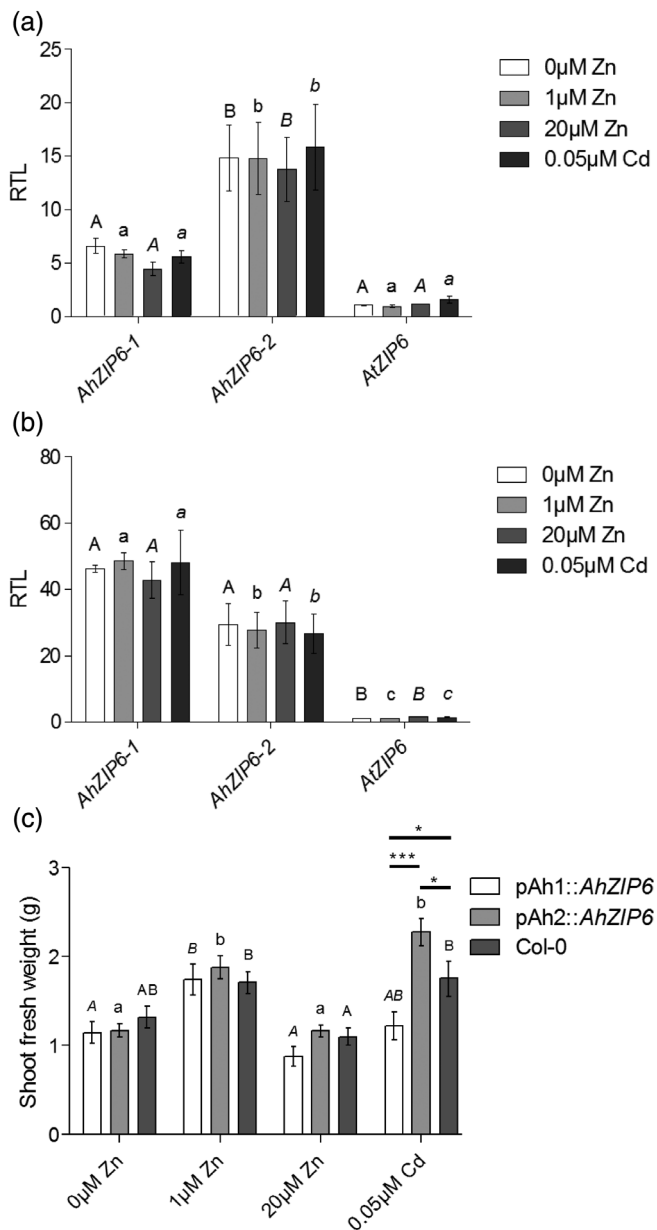 (a)
25
20
15
10
5
0
RTL
A a A a
B b B b
A a A a
AhZIP6-1
AhZIP6-2
AtZIP6
0µM Zn
1µM Zn
20µM Zn
0.05µM Cd
(b)
80
60
40
20
0
RTL
A a A a
A b A b
B c B c
AhZIP6-1
AhZIP6-2
AtZIP6
0µM Zn
1µM Zn
20µM Zn
0.05µM Cd
(c)
3
2
1
0
Shoot fresh weight (g)
A a AB
B b B
A a A
*
***
*
AB b B
0µM Zn
1µM Zn
20µM Zn
0.05µM Cd
pAh1::AhZIP6
pAh2::AhZIP6
Col-0